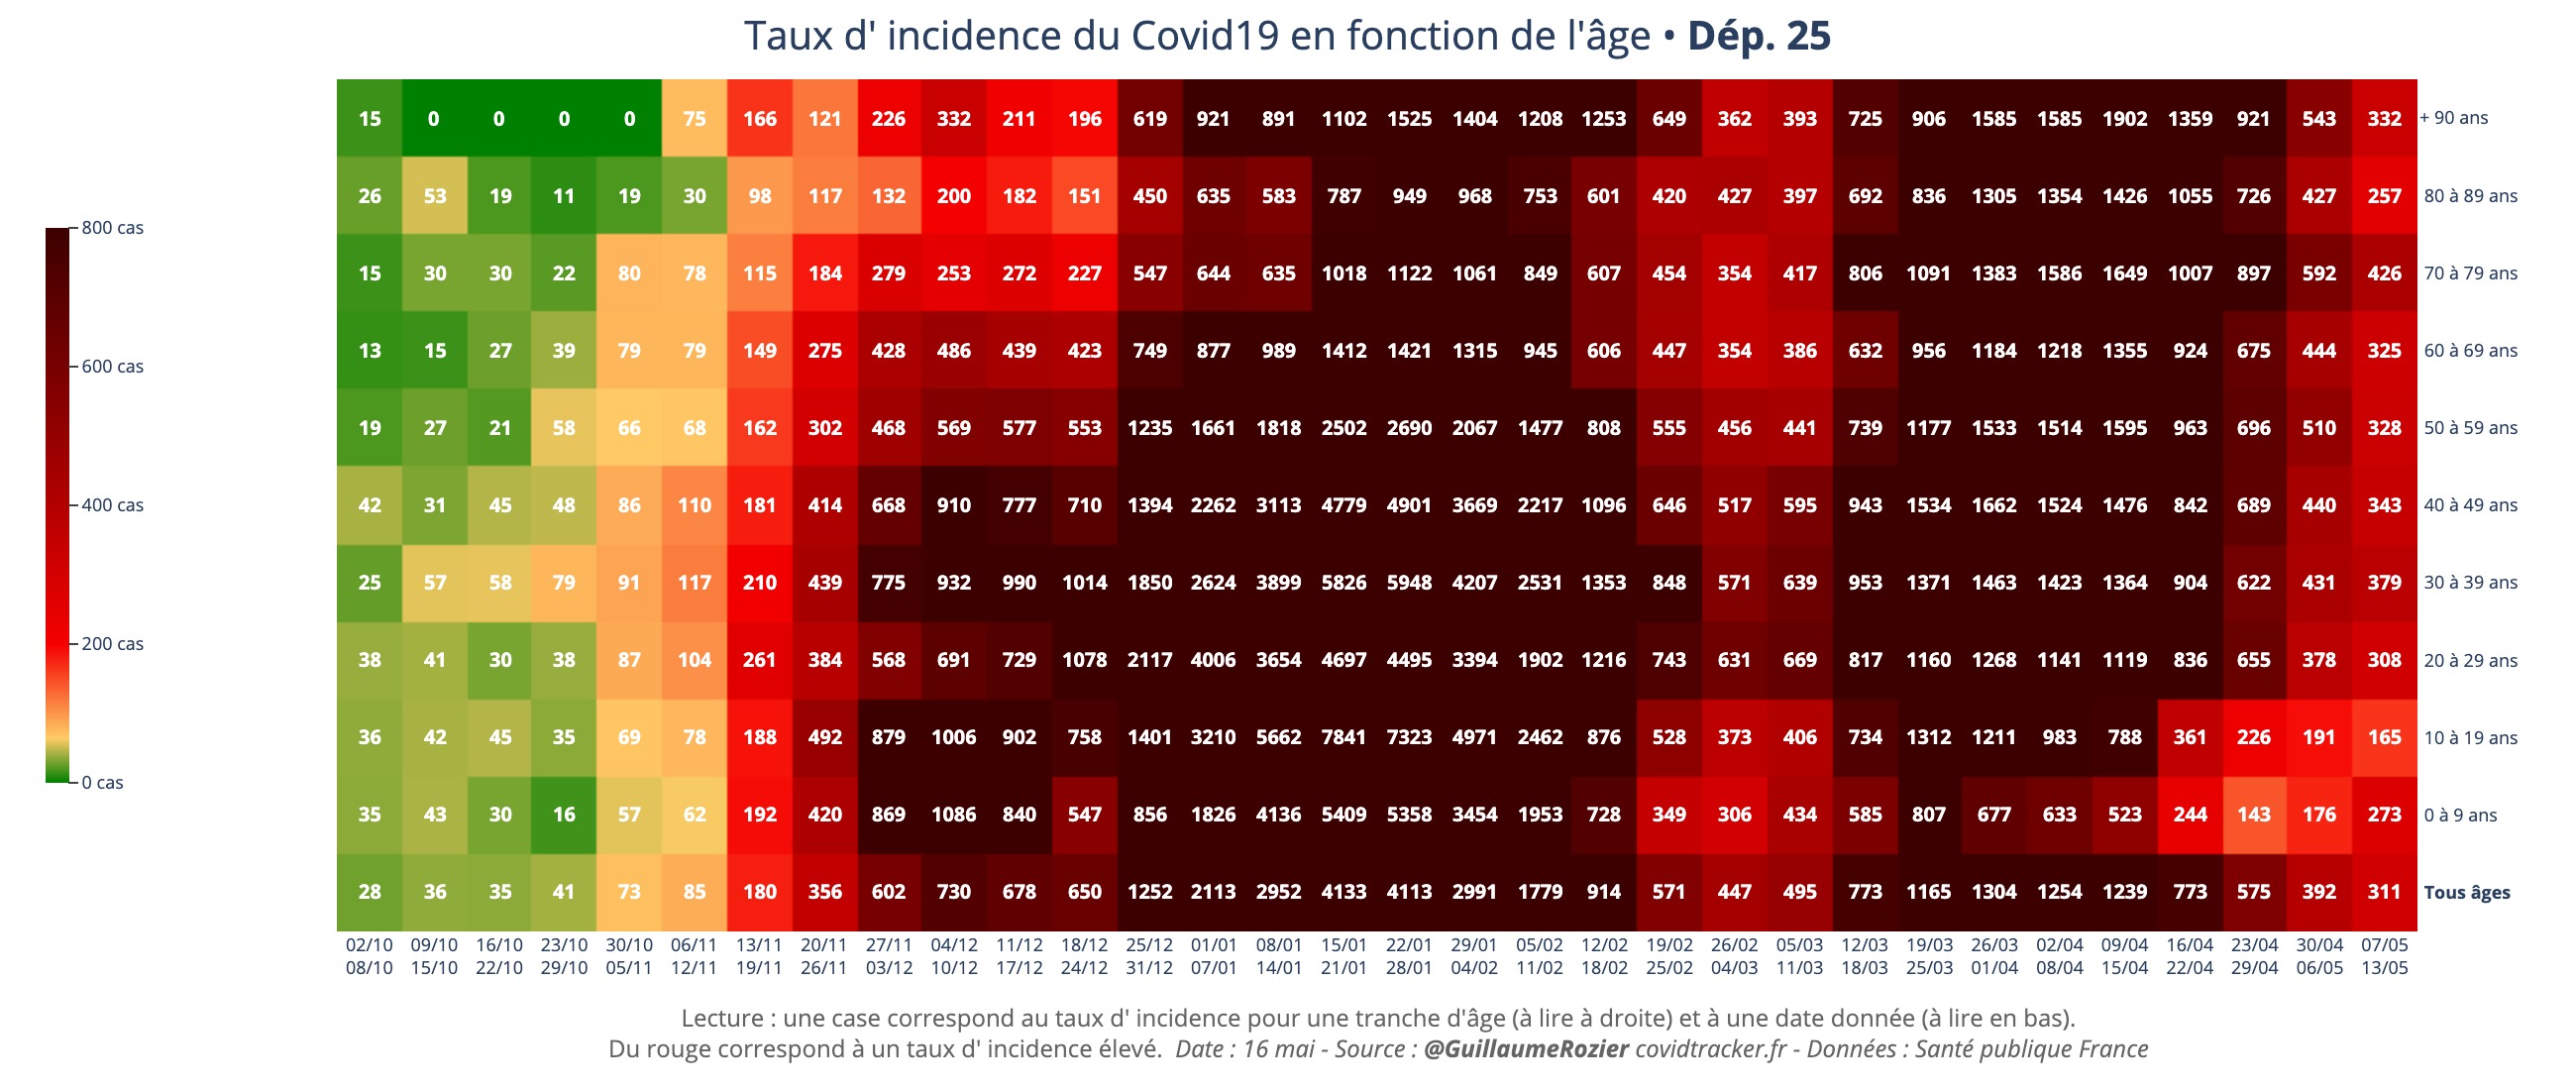 Taux d' incidence du Covid19 en fonction de l'âge • Dép. 25
15 0 0 0 0 75 166 121 226 332 211 196 619 921 891 1102 1525 1404 1208 1253 649 362 393 725 906 1585 1585 1902 1359 921 543 332 + 90 ans
26 53 19 11 19 30 98 117 132 200 182 151 450 635 583 787 949 968 753 601 420 427 397 692 836 1305 1354 1426 1055 726 427 257 80 à 89 ans
800 cas
15 30 30 22 80 78 115 184 279 253 272 227 547 644 635 1018 1122 1061 849 607 454 354 417 806 1091 1383 1586 1649 1007 897 592 426 70 à 79 ans
13 15 27 39 79 79 149 275 428 486 439 423 749 877 989 1412 1421 1315 945 606 447 354 386 632 956 1184 1218 1355 924 675 444 325 60 à 69 ans
600 cas
19 27 21 58 66 68 162 302 468 569 577 553 1235 1661 1818 2502 2690 2067 1477 808 555 456 441 739 1177 1533 1514 1595 963 696 510 328 50 à 59 ans
400 cas
42 31 45 48 86 110 181 414 668 910 777 710 1394 2262 3113 4779 4901 3669 2217 1096 646 517 595 943 1534 1662 1524 1476 842 689 440 343 40 à 49 ans
25 57 58 79 91 117 210 439 775 932 990 1014 1850 2624 3899 5826 5948 4207 2531 1353 848 571 639 953 1371 1463 1423 1364 904 622 431 379 30 à 39 ans
200 cas
38 41 30 38 87 104 261 384 568 691 729 1078 2117 4006 3654 4697 4495 3394 1902 1216 743 631 669 817 1160 1268 1141 1119 836 655 378 308 20 à 29 ans
36 42 45 35 69 78 188 492 879 1006 902 758 1401 3210 5662 7841 7323 4971 2462 876 528 373 406 734 1312 1211 983 788 361 226 191 165 10 à 19 ans
0 cas
35 43 30 16 57 62 192 420 869 1086 840 547 856 1826 4136 5409 5358 3454 1953 728 349 306 434 585 807 677 633 523 244 143 176 273 0 à 9 ans
28 36 35 41 73 85 180 356 602 730 678 650 1252 2113 2952 4133 4113 2991 1779 914 571 447 495 773 1165 1304 1254 1239 773 575 392 311 Tous âges
02/10 09/10 16/10 23/10 30/10 06/11 13/11 20/11 27/11 04/12 11/12 18/12 25/12 01/01 08/01 15/01 22/01 29/01 05/02 12/02 19/02 26/02 05/03 12/03 19/03 26/03 02/04 09/04 16/04 23/04 30/04 07/05
08/10 15/10 22/10 29/10 05/11 12/11 19/11 26/11 03/12 10/12 17/12 24/12 31/12 07/01 14/01 21/01 28/01 04/02 11/02 18/02 25/02 04/03 11/03 18/03 25/03 01/04 08/04 15/04 22/04 29/04 06/05 13/05
Lecture : une case correspond au taux d' incidence pour une tranche d'âge (à lire à droite) et à une date donnée (à lire en bas).
Du rouge correspond à un taux d' incidence élevé. Date : 16 mai - Source : @GuillaumeRozier covidtracker.fr - Données : Santé publique France